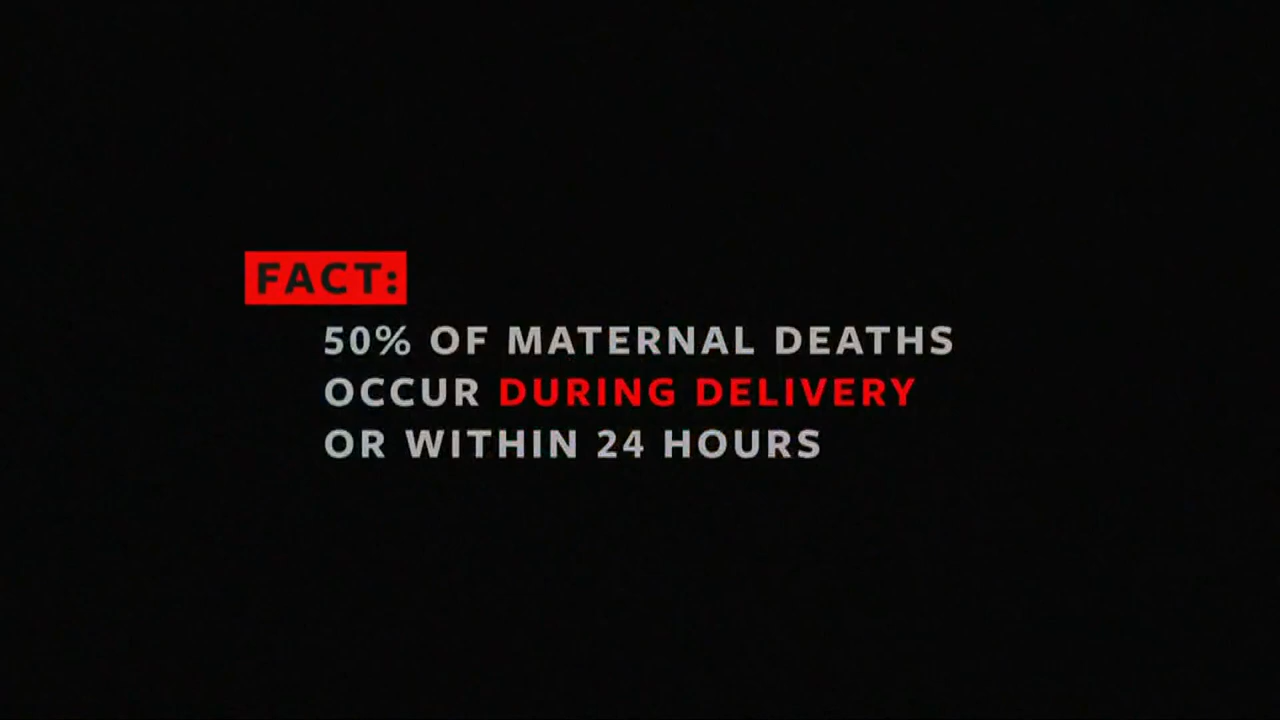 FACT:
50% OF MATERNAL DEATHS
OCCUR DURING DELIVERY
OR WITHIN 24 HOURS